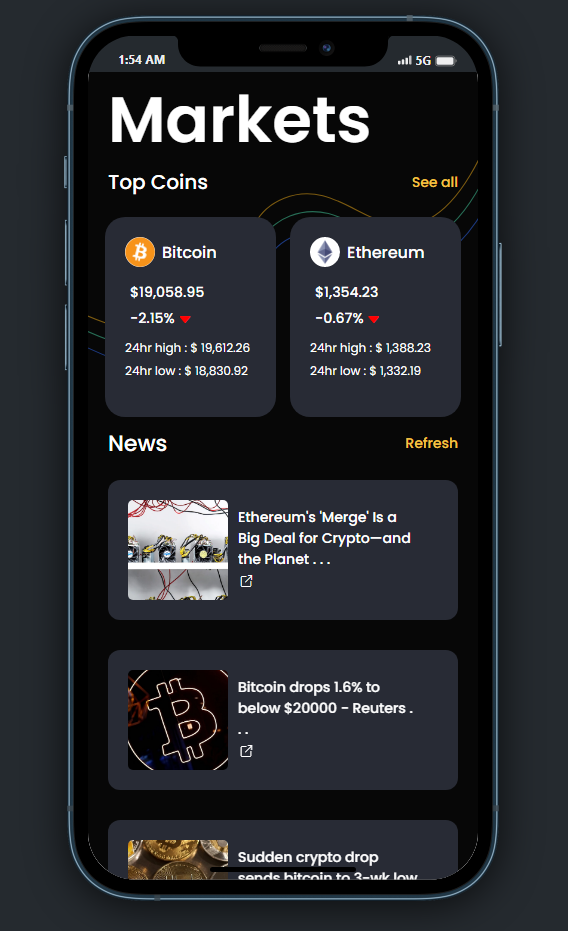 1:54 AM 5G
Markets
Top Coins See all
Bitcoin
$19,058.95
-2.15%
24hr high : $ 19,612.26
24hr low : $ 18,830.92
Ethereum
$1,354.23
-0.67%
24hr high : $ 1,388.23
24hr low : $ 1,332.19
News Refresh
Ethereum's 'Merge' Is a
Big Deal for Crypto—and
the Planet . . .
Bitcoin drops 1.6% to
below $20000 - Reuters .
. .
Sudden crypto drop
sends bitcoin to 3-wk low